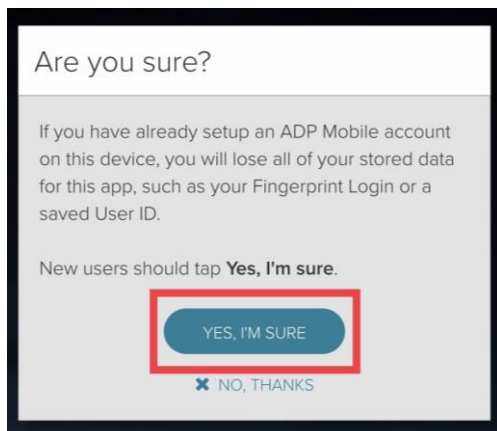 Are you sure?
If you have already setup an ADP Mobile account
on this device, you will lose all of your stored data
for this app, such as your Fingerprint Login or a
saved User ID.
New users should tap Yes, I'm sure.
YES, I'M SURE
✖ NO, THANKS